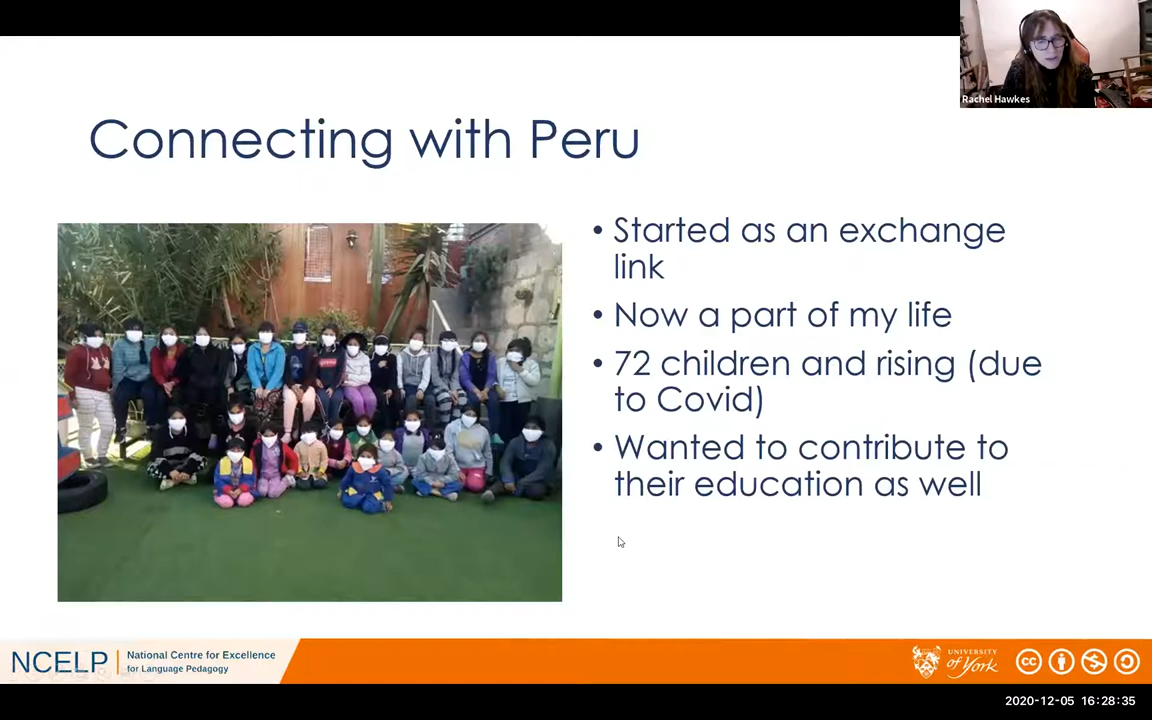 Rachel Hawkes
Connecting with Peru
• Started as an exchange
link
• Now a part of my life
• 72 children and rising (due
to Covid)
• Wanted to contribute to
their education as well
NCELP
National Centre for Excellence
for Language Pedagogy
UNIVERSITY
of York
cc
2020-12-05 16:28:35